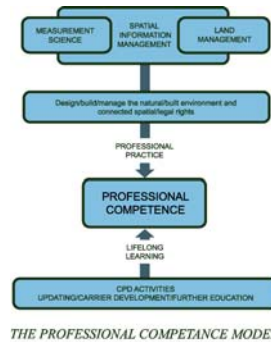 MEASUREMENT
SCIENCE
SPATIAL
INFORMATION
MANAGEMENT
LAND
MANAGEMENT
Design/build/manage the natural/built environment and
connected spatial/legal rights
PROFESSIONAL
PRACTICE
PROFESSIONAL
COMPETENCE
LIFELONG
LEARNING
CPD ACTIVITIES
UPDATING/CARRIER DEVELOPMENT/FURTHER EDUCATION
THE PROFESSIONAL COMPETANCE MODE